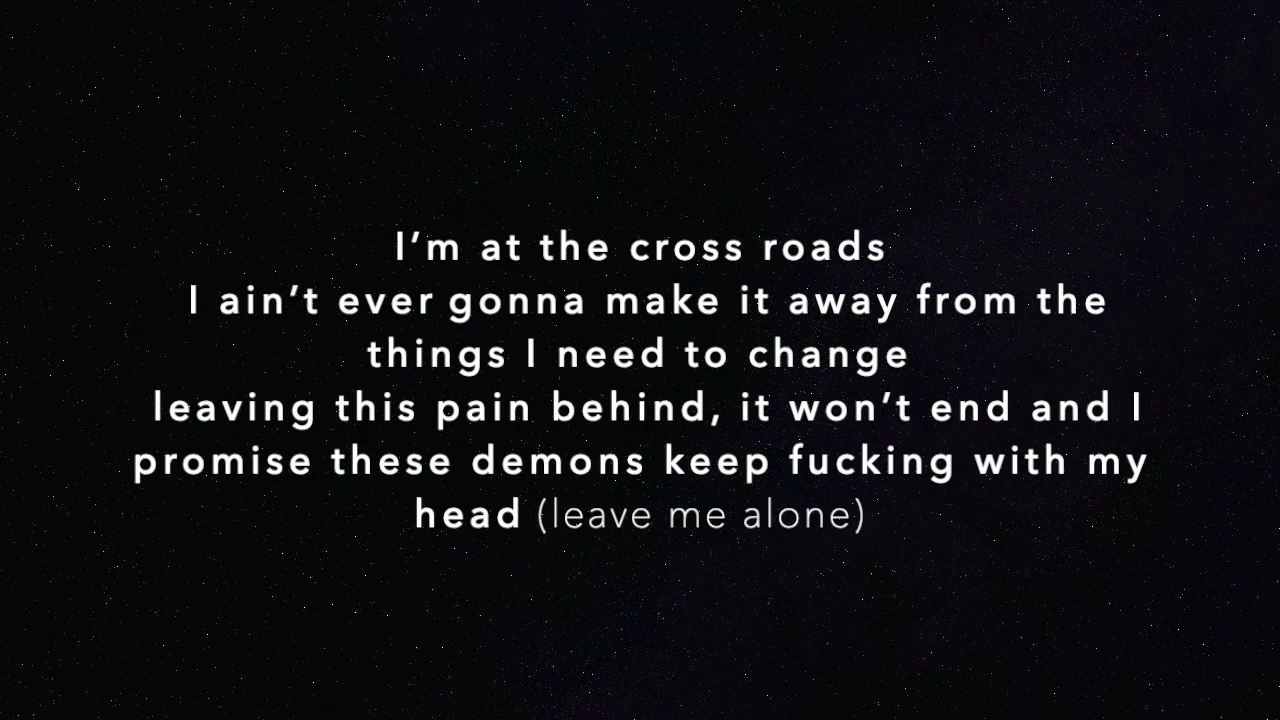 I’m at the cross roads
I ain’t ever gonna make it away from the
things I need to change
leaving this pain behind, it won’t end and I
promise these demons keep fucking with my
head (leave me alone)